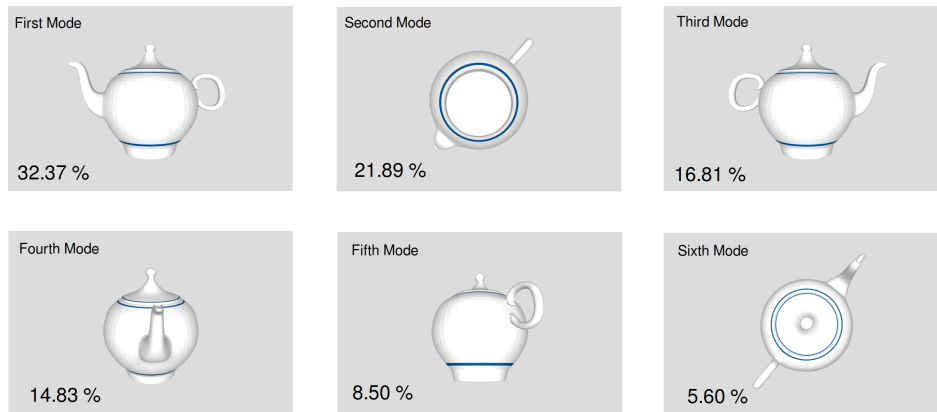 First Mode
32.37 %
Second Mode
21.89 %
Third Mode
16.81 %
Fourth Mode
14.83 %
Fifth Mode
8.50 %
Sixth Mode
5.60 %